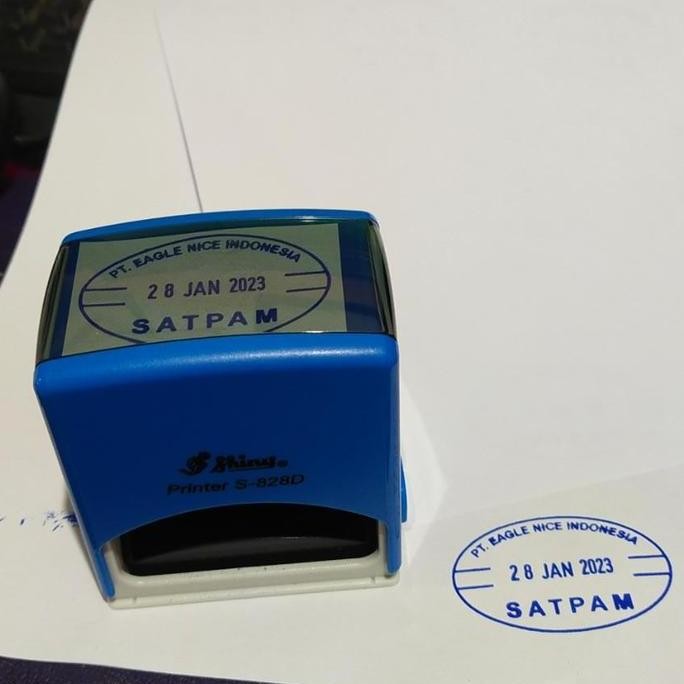 PT. EAGLE NICE INDONESIA
28 JAN 2023
SATPAM
Shiny
Printer S-828D
PT. EAGLE NICE INDONESIA
28 JAN 2023
SATPAM